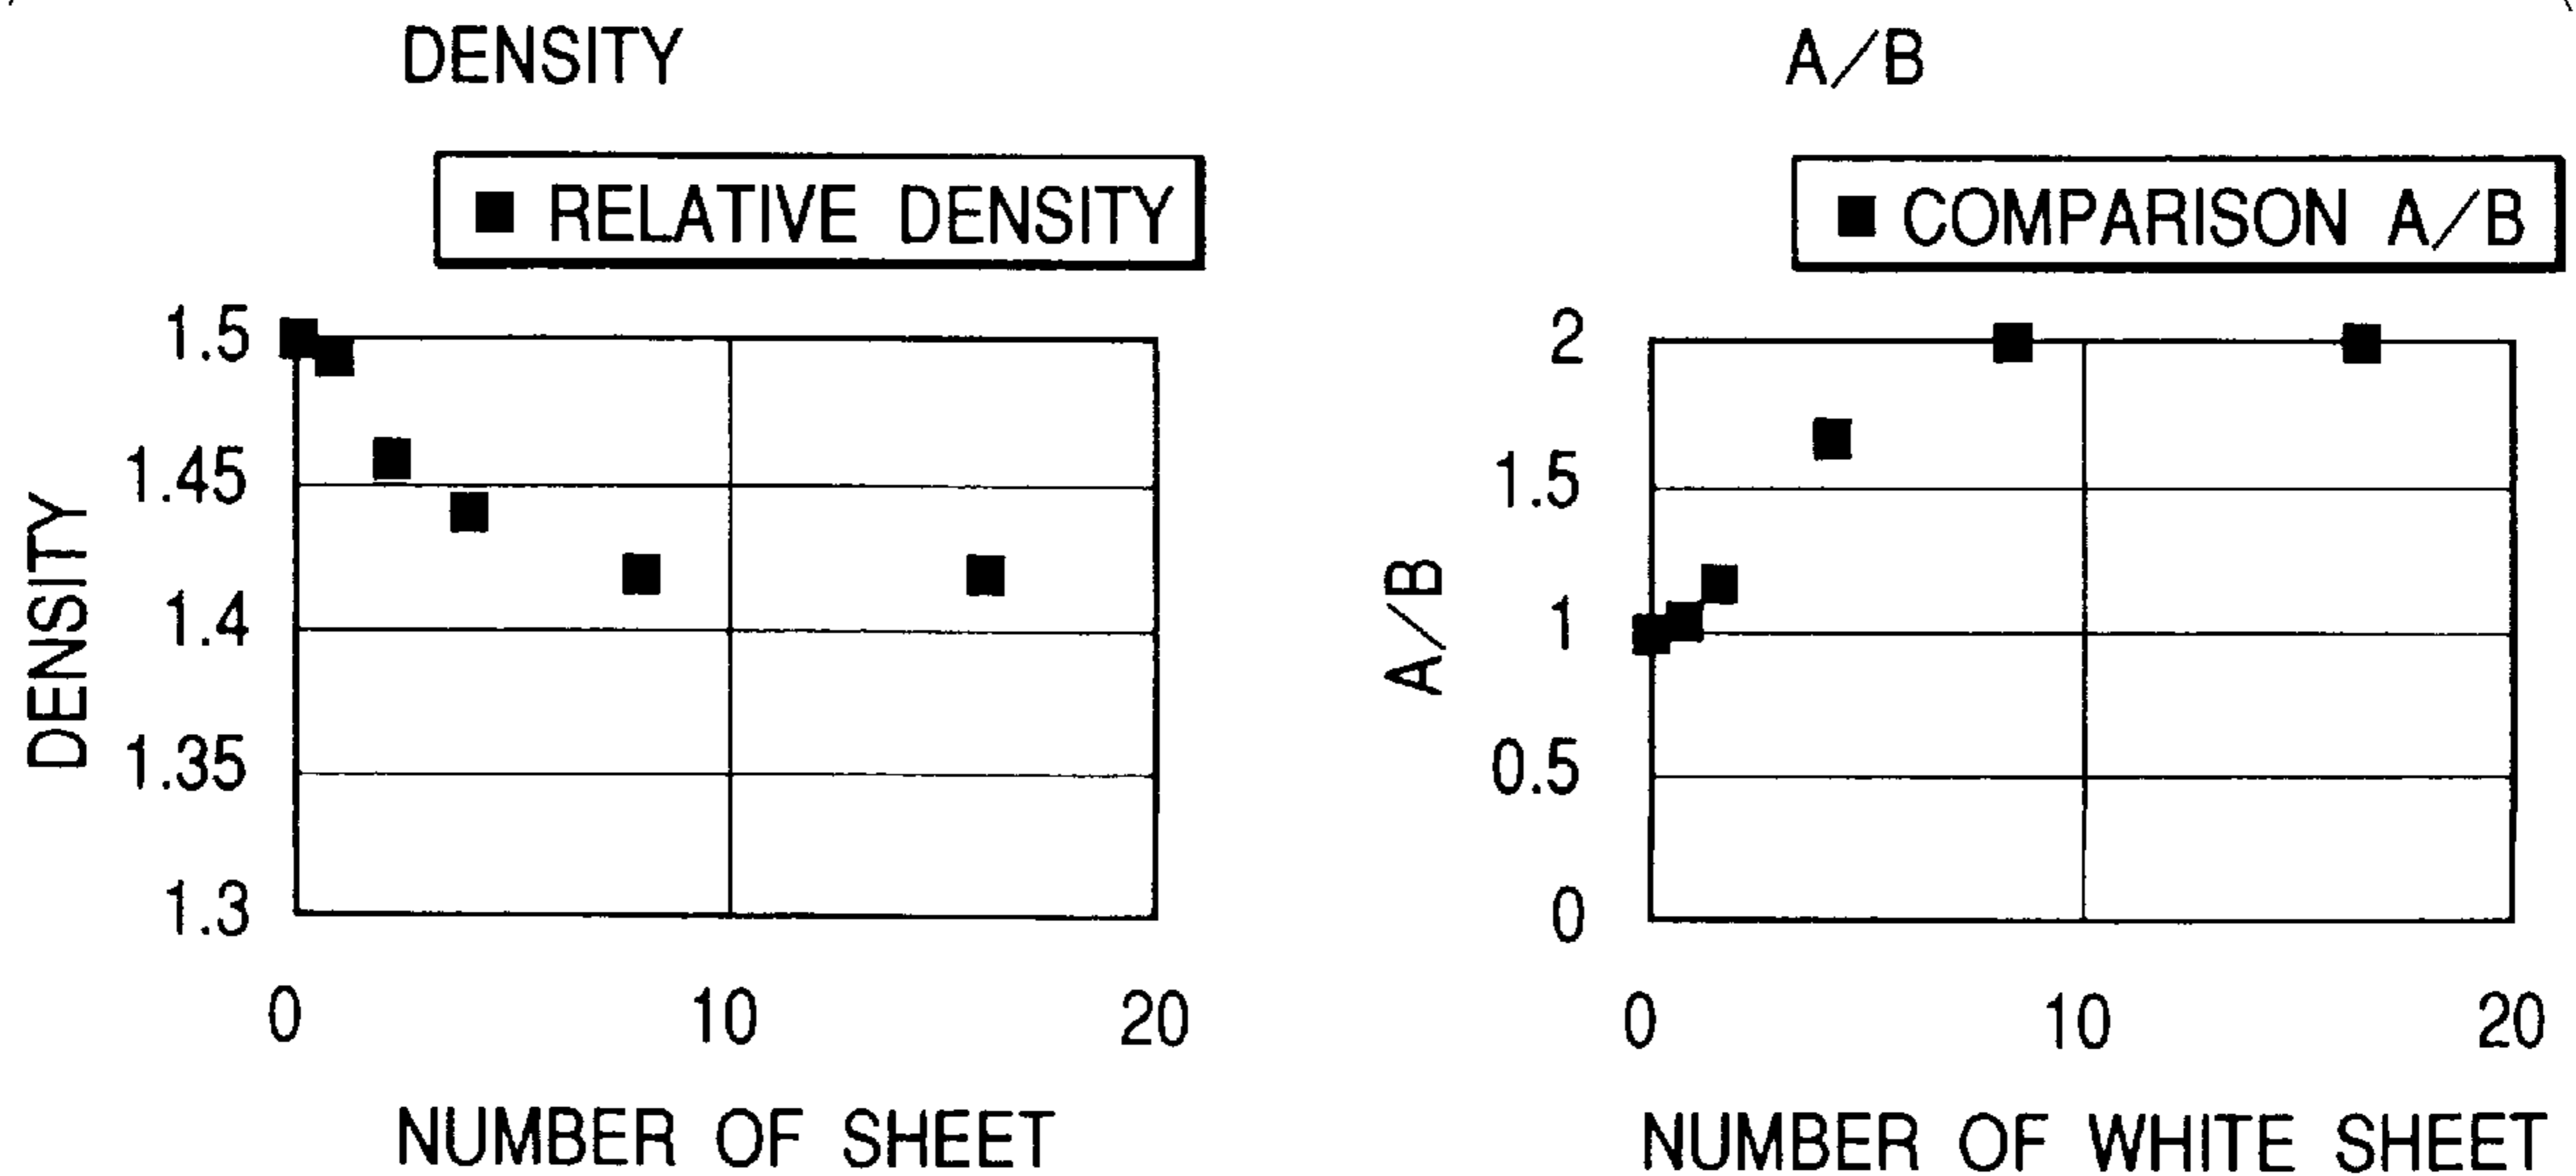 DENSITY
■ RELATIVE DENSITY
1.5
1.45
1.4
1.35
1.3
DENSITY
0 10 20
NUMBER OF SHEET
A/B
■ COMPARISON A/B
2
1.5
1
0.5
0
A/B
0 10 20
NUMBER OF WHITE SHEET